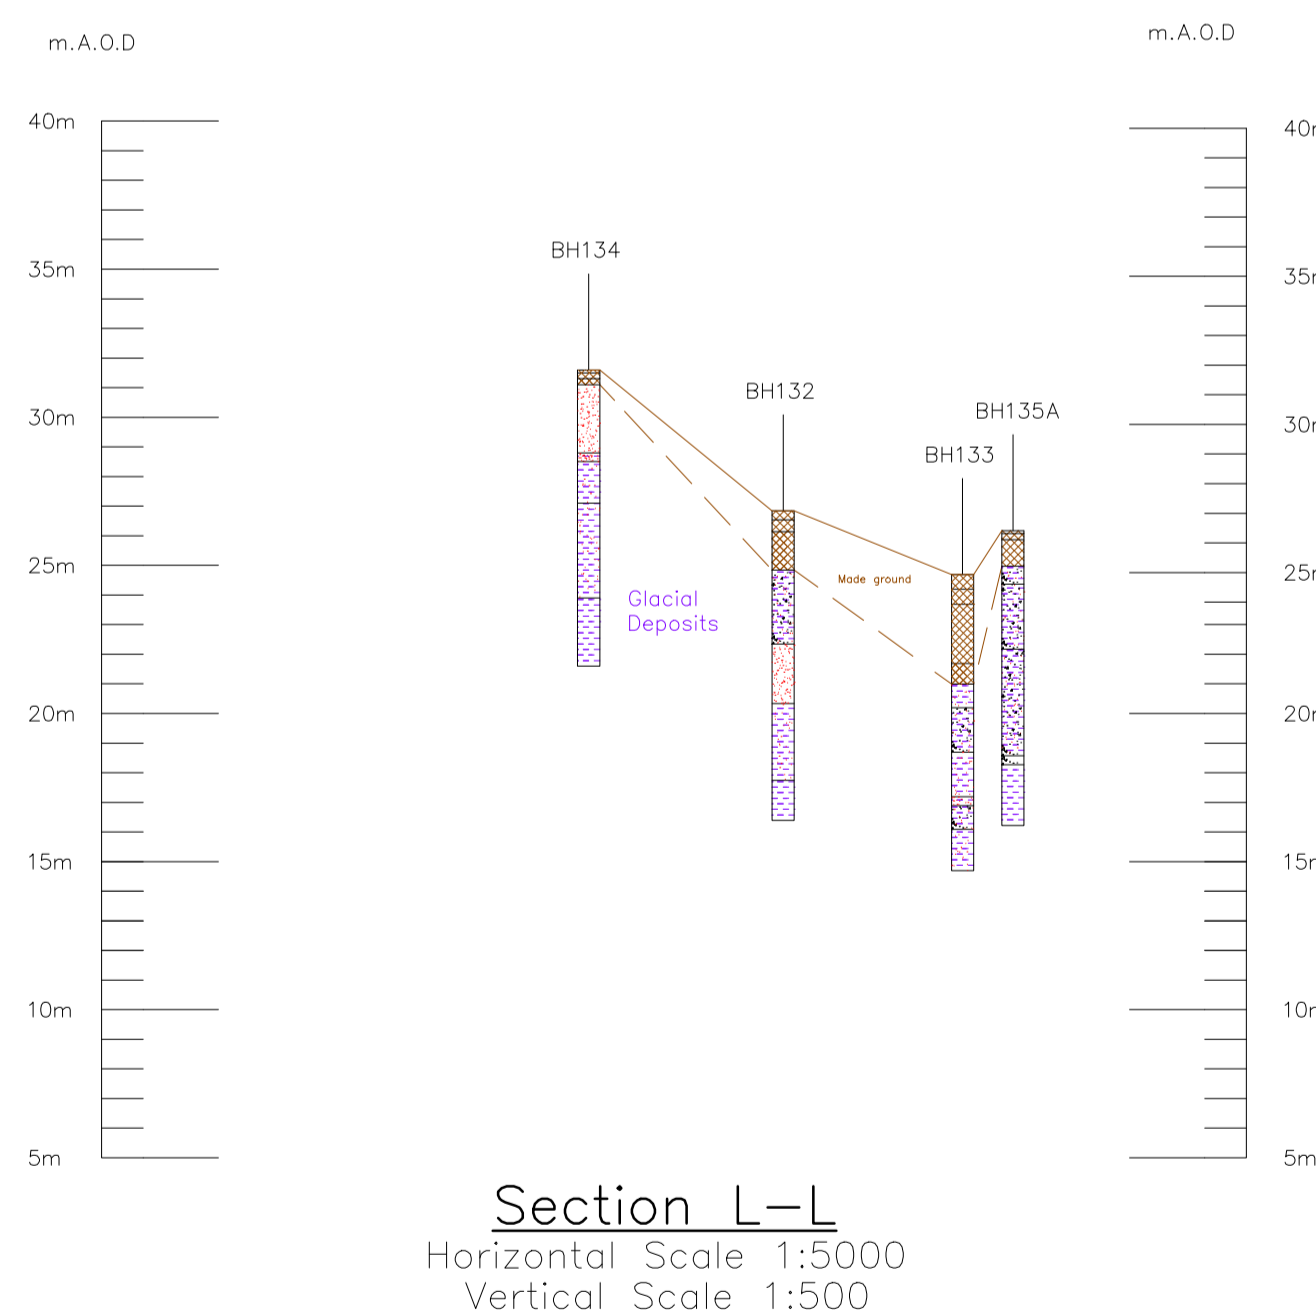 m.A.O.D
m.A.O.D
40m
40m
35m
35m
BH134
30m
30m
BH132
BH135A
BH133
25m
25m
Made ground
Glacial
Deposits
20m
20m
15m
15m
10m
10m
5m
5m
Section L-L
Horizontal Scale 1:5000
Vertical Scale 1:500